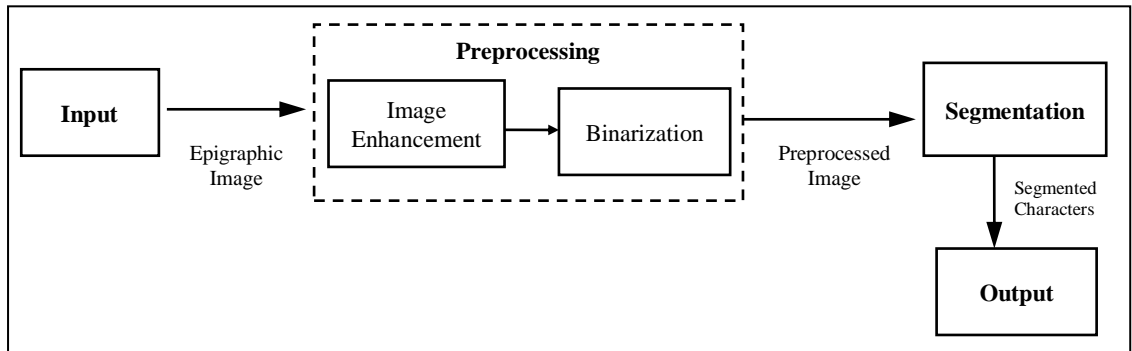 Preprocessing
Input
Epigraphic
Image
Image
Enhancement
Binarization
Preprocessed
Image
Segmentation
Segmented
Characters
Output